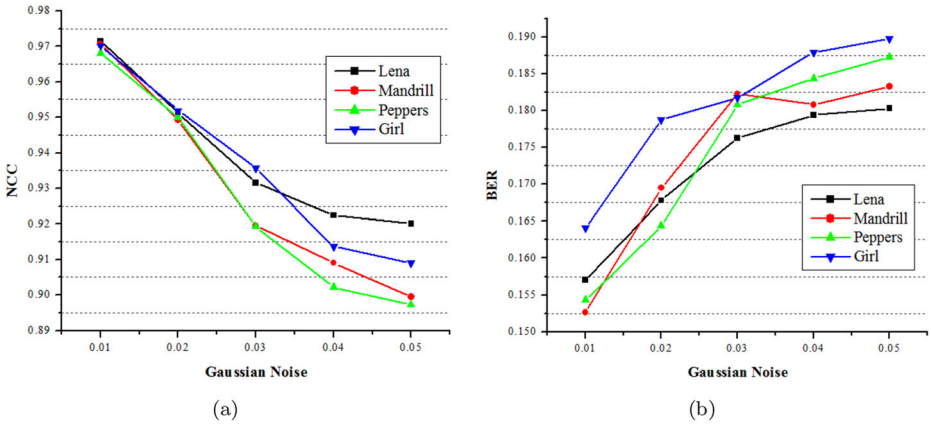 0.98
0.97
0.96
0.95
0.94
0.93
0.92
0.91
0.90
0.89
NCC
0.01 0.02 0.03 0.04 0.05
Gaussian Noise
Lena
Mandrill
Peppers
Girl
(a)
0.190
0.185
0.180
0.175
0.170
0.165
0.160
0.155
0.150
BER
0.01 0.02 0.03 0.04 0.05
Gaussian Noise
Lena
Mandrill
Peppers
Girl
(b)